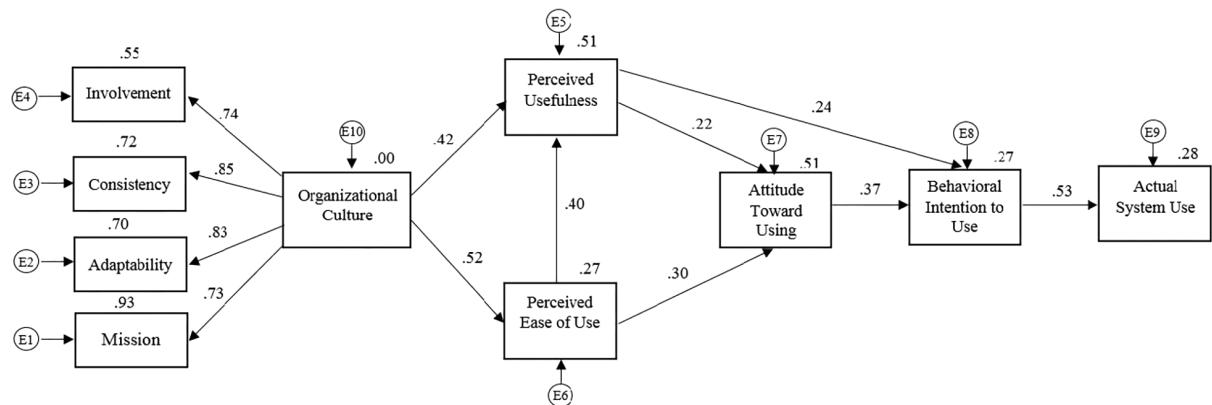 .55
E4
Involvement
.74
.72
E3
Consistency
.85
.70
E2
Adaptability
.83
.93
E1
Mission
.73
E10
.00
Organizational
Culture
.42
.52
E5
.51
Perceived
Usefulness
.40
.27
Perceived
Ease of Use
E6
.24
.22
.30
E7
.51
Attitude
Toward
Using
.37
E8
.27
Behavioral
Intention to
Use
.53
E9
.28
Actual
System Use